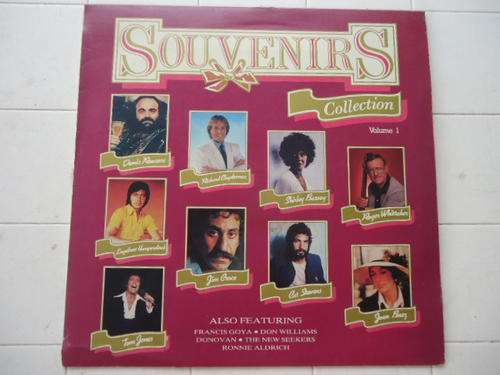 SOUVENIRS
Collection
Volume 1
Demis Roussos
Richard Clayderman
Shirley Bassey
Roger Whittaker
Engelbert Humperdinck
Jim Croce
Cat Stevens
Joan Baez
Tom Jones
ALSO FEATURING
FRANCIS GOYA ★ DON WILLIAMS
DONOVAN ★ THE NEW SEEKERS
RONNIE ALDRICH